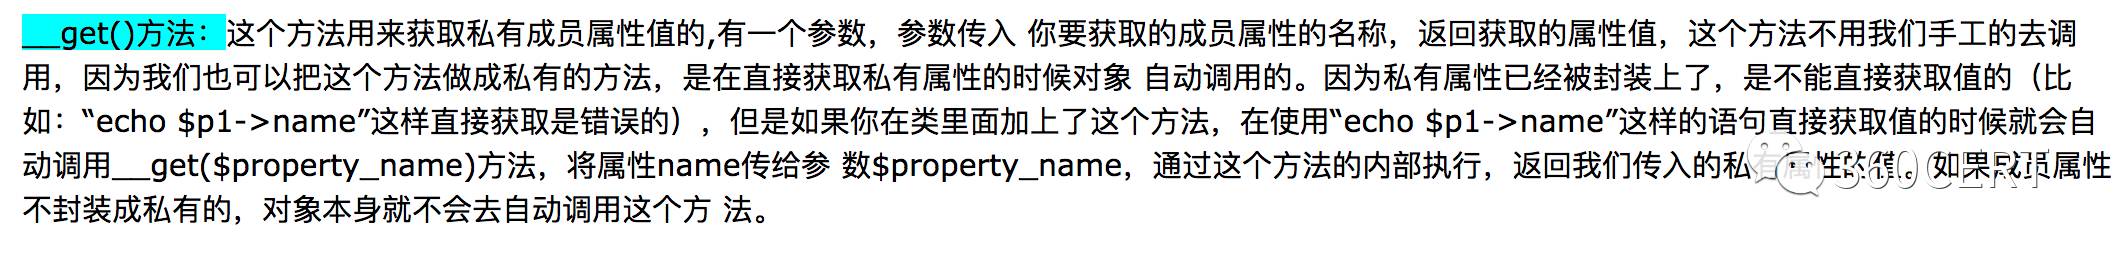 __get()方法：这个方法用来获取私有成员属性值的,有一个参数，参数传入 你要获取的成员属性的名称，返回获取的属性值，这个方法不用我们手工的去调
用，因为我们也可以把这个方法做成私有的方法，是在直接获取私有属性的时候对象 自动调用的。因为私有属性已经被封装上了，是不能直接获取值的（比
如：“echo $p1->name”这样直接获取是错误的），但是如果你在类里面加上了这个方法，在使用“echo $p1->name”这样的语句直接获取值的时候就会自
动调用__get($property_name)方法，将属性name传给参 数$property_name，通过这个方法的内部执行，返回我们传入的私有属性的值。如果成员属性
不封装成私有的，对象本身就不会去自动调用这个方 法。
360CERT